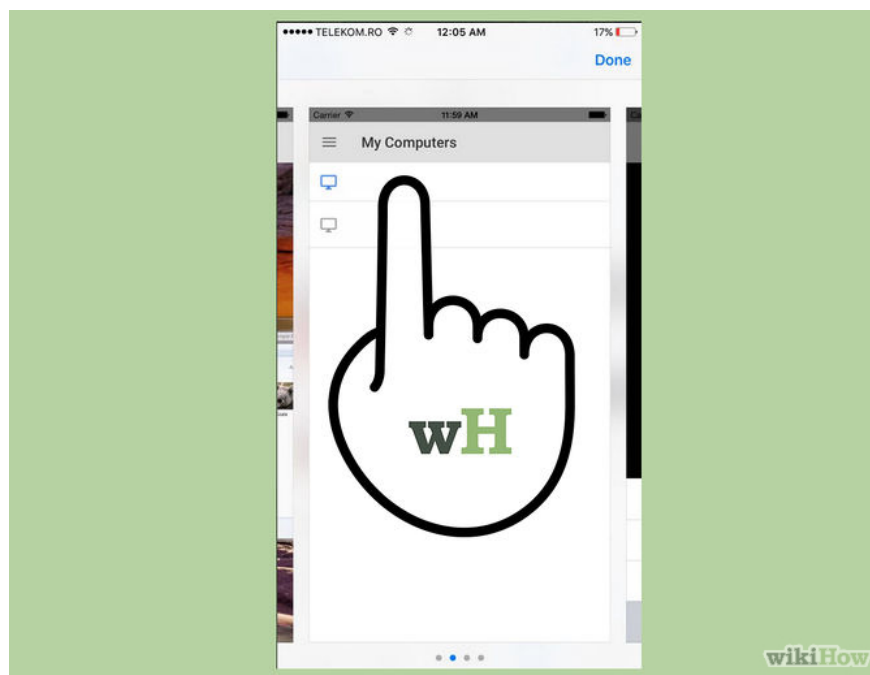 TELEKOM.RO 12:05 AM 17%
Done
Carrier 11:59 AM
My Computers
wH
wikiHow